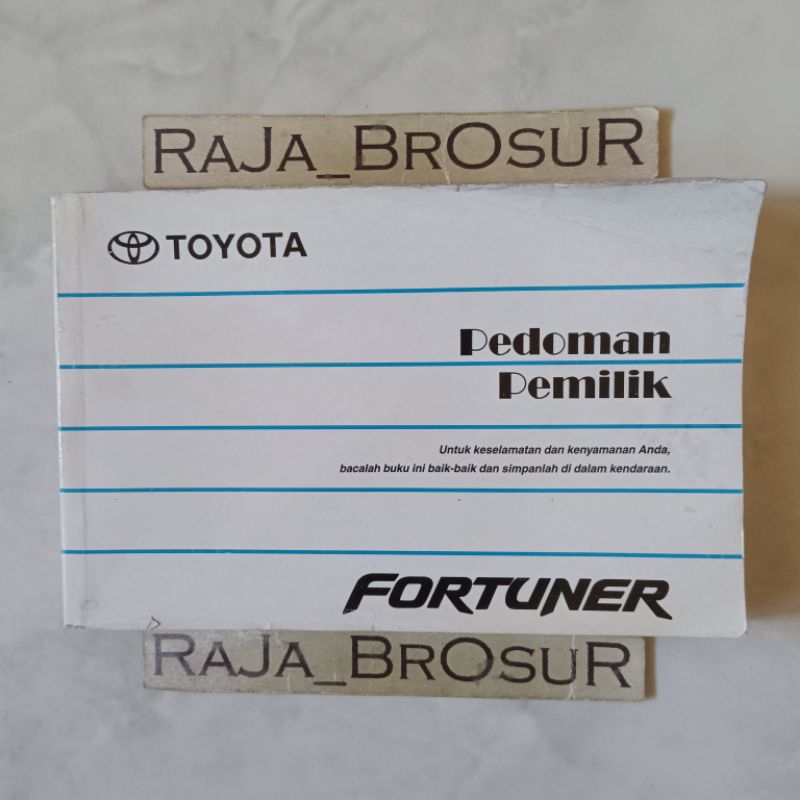 RAJA_BROSUR
TOYOTA
Pedoman
Pemilik
Untuk keselamatan dan kenyamanan Anda,
bacalah buku ini baik-baik dan simpanlah di dalam kendaraan.
FORTUNER
RAJA_BROSUR